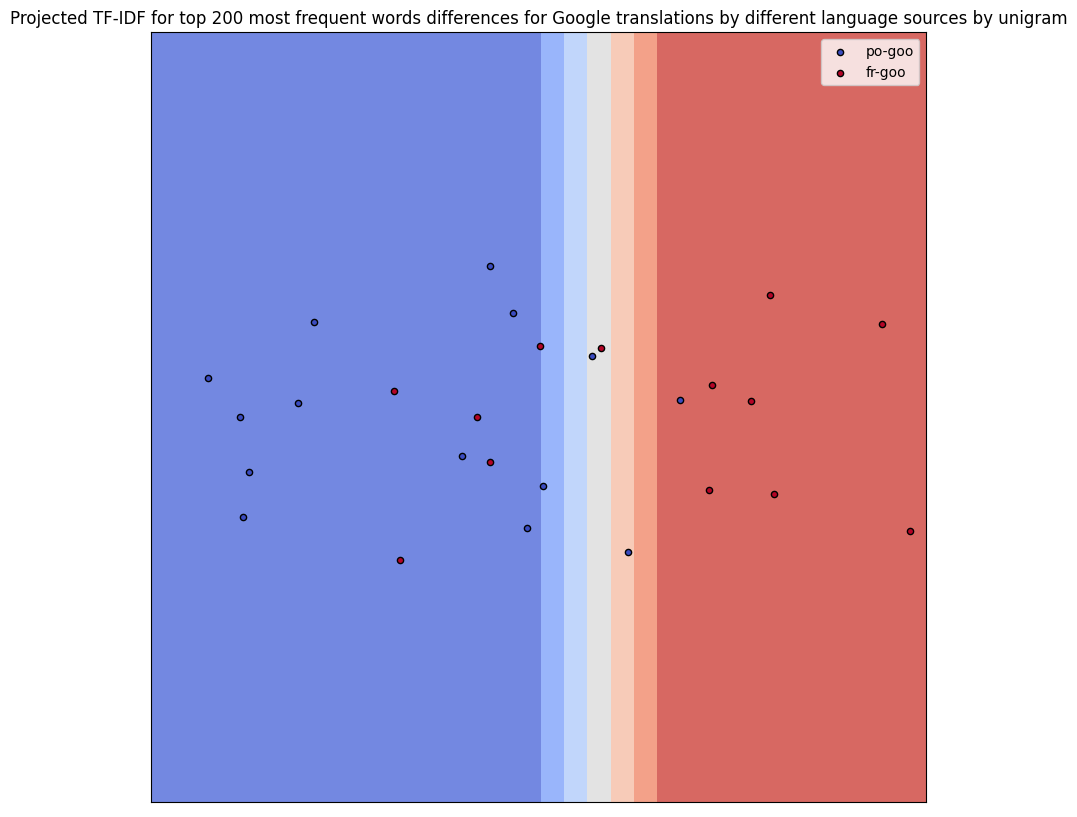 Projected TF-IDF for top 200 most frequent words differences for Google translations by different language sources by unigram
po-goo
fr-goo